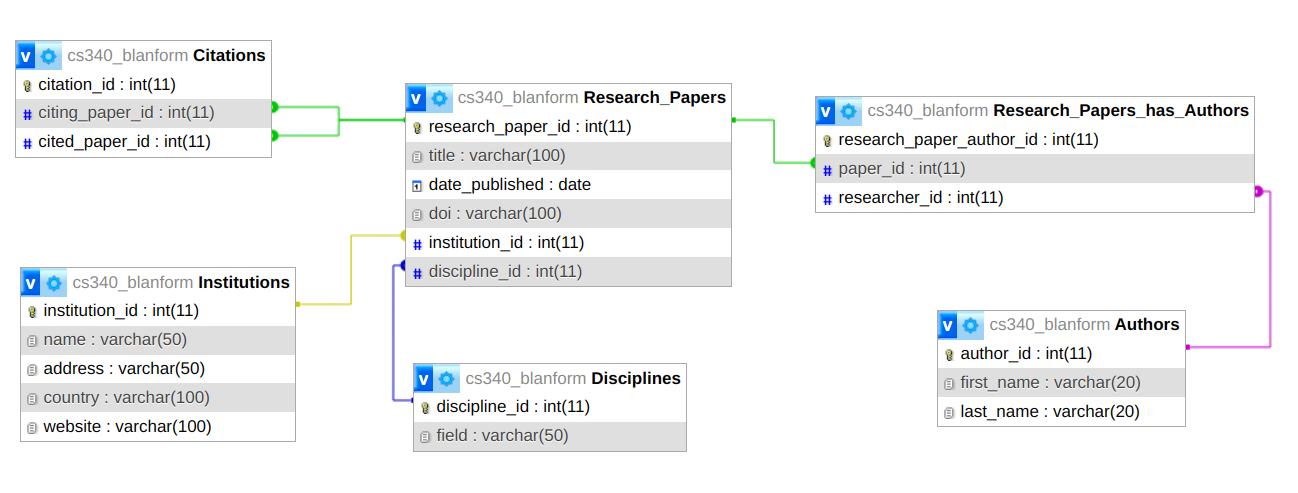 v cs340_blanform Citations
citation_id : int(11)
# citing_paper_id : int(11)
# cited_paper_id : int(11)
v cs340_blanform Research_Papers
research_paper_id : int(11)
title : varchar(100)
date_published : date
doi : varchar(100)
# institution_id : int(11)
# discipline_id : int(11)
v cs340_blanform Research_Papers_has_Authors
research_paper_author_id : int(11)
# paper_id : int(11)
# researcher_id : int(11)
v cs340_blanform Institutions
institution_id : int(11)
name : varchar(50)
address : varchar(50)
country : varchar(100)
website : varchar(100)
v cs340_blanform Disciplines
discipline_id : int(11)
field : varchar(50)
v cs340_blanform Authors
author_id : int(11)
first_name : varchar(20)
last_name : varchar(20)